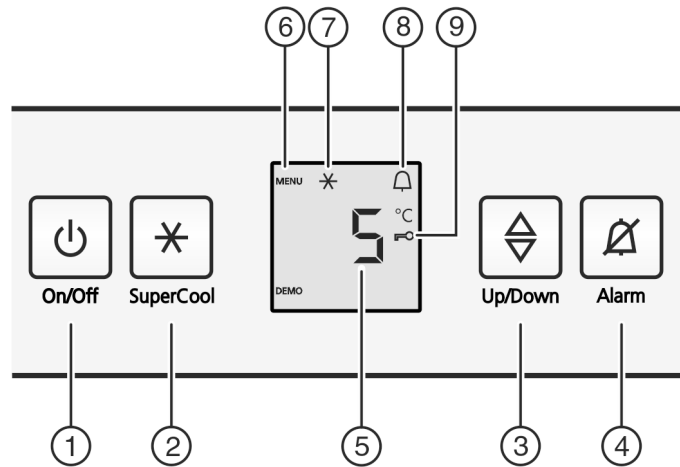 6 7 8 9
MENU
5 °C
DEMO
On/Off SuperCool Up/Down Alarm
1 2 5 3 4